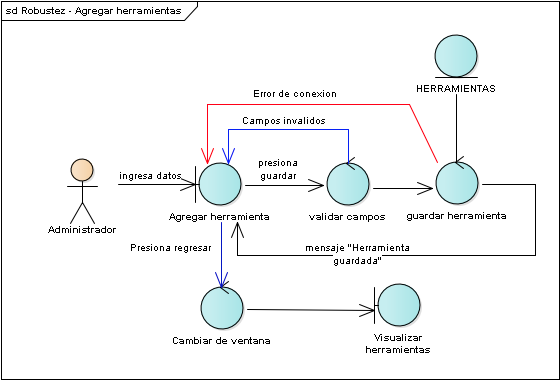 sd Robustez - Agregar herramientas
HERRAMIENTAS
Error de conexion
Campos invalidos
ingresa datos
presiona
guardar
Administrador
Agregar herramienta
validar campos
guardar herramienta
Presiona regresar
mensaje "Herramienta
guardada"
Cambiar de ventana
Visualizar
herramientas